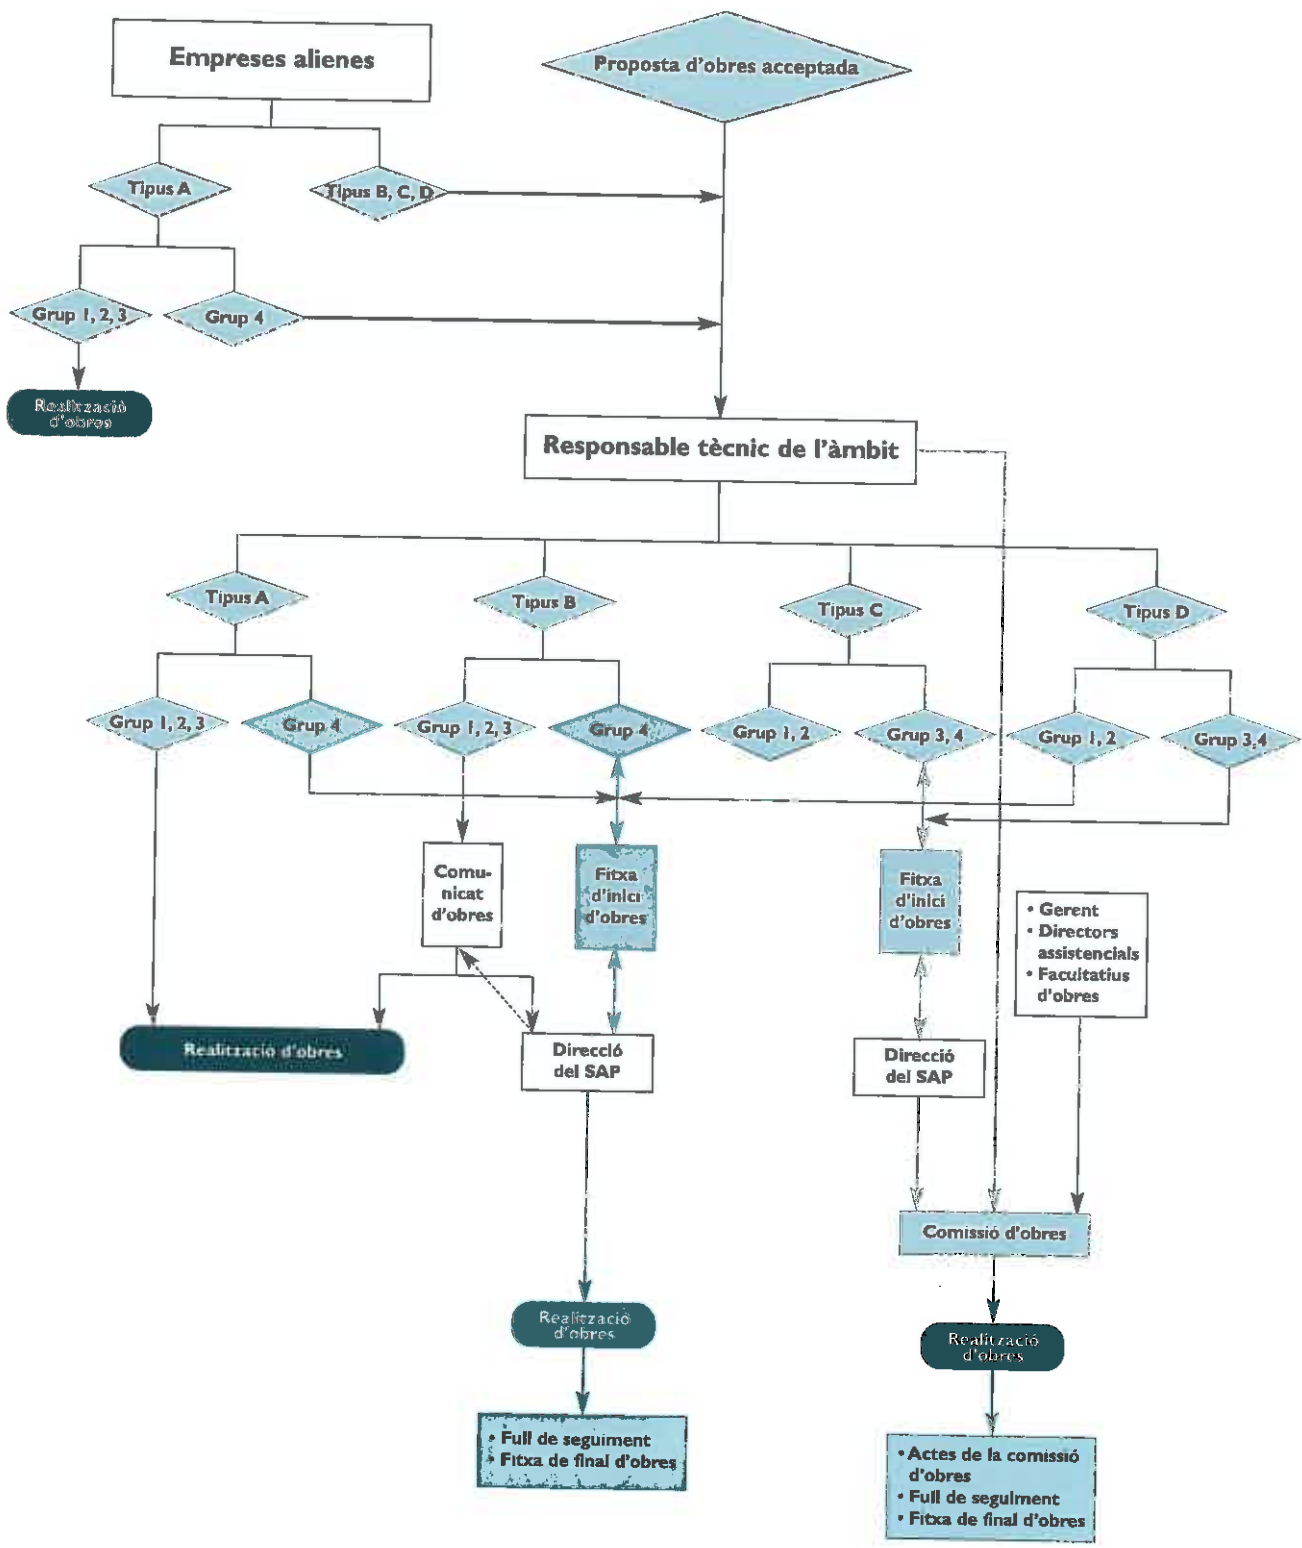 Empreses alienes
Proposta d'obres acceptada
Tipus A
Tipus B, C, D
Grup 1, 2, 3
Grup 4
Realització
d'obres
Responsable tècnic de l'àmbit
Tipus A
Tipus B
Tipus C
Tipus D
Grup 1, 2, 3
Grup 4
Grup 1, 2, 3
Grup 4
Grup 1, 2
Grup 3, 4
Grup 1, 2
Grup 3, 4
Comu-
nicat
d'obres
Fitxa
d'inici
d'obres
Fitxa
d'inici
d'obres
• Gerent
• Directors
assistencials
• Facultatius
d'obres
Realització d'obres
Direcció
del SAP
Direcció
del SAP
Comissió d'obres
Realització
d'obres
Realització
d'obres
• Full de seguiment
• Fitxa de final d'obres
• Actes de la comissió
d'obres
• Full de seguiment
• Fitxa de final d'obres